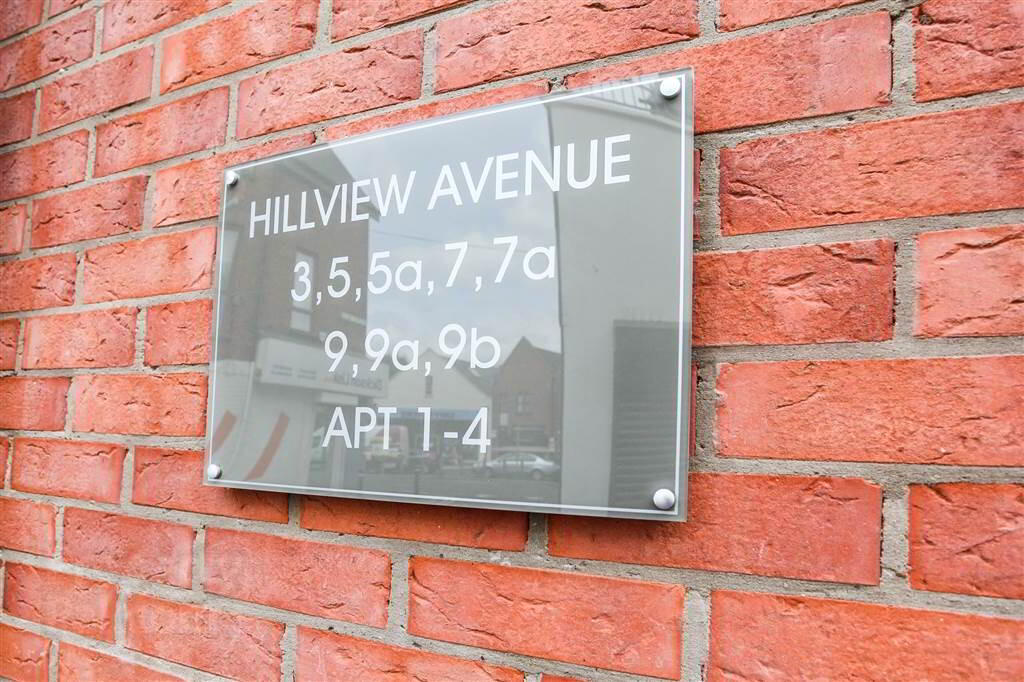 HILLVIEW AVENUE
3,5,5a,7,7a
9,9a,9b
APT 1-4